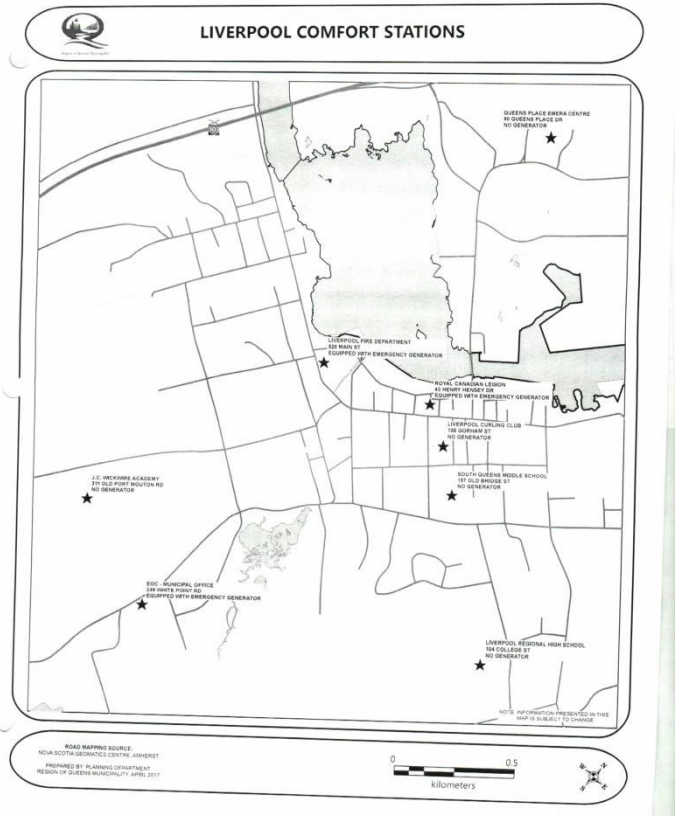 LIVERPOOL COMFORT STATIONS
QUEENS PLACE EMERA CENTRE
50 QUEENS PLACE DR
NO GENERATOR
LIVERPOOL FIRE DEPARTMENT
528 MAIN ST
EQUIPPED WITH EMERGENCY GENERATOR
ROYAL CANADIAN LEGION
43 HENRY HENSEY DR
EQUIPPED WITH EMERGENCY GENERATOR
LIVERPOOL CURLING CLUB
GORHAM ST
NO GENERATOR
J.C. WICKWIRE ACADEMY
311 OLD PORT MOUTON RD
NO GENERATOR
SOUTH QUEENS MIDDLE SCHOOL
157 OLD BRIDGE ST
NO GENERATOR
EOC - MUNICIPAL OFFICE
249 WHITE POINT RD
EQUIPPED WITH EMERGENCY GENERATOR
LIVERPOOL REGIONAL HIGH SCHOOL
104 COLLEGE ST
NO GENERATOR
NOTE: INFORMATION PRESENTED IN THIS
MAP IS SUBJECT TO CHANGE
ROAD MAPPING SOURCE:
NOVA SCOTIA GEOMATICS CENTRE, AMHERST
PREPARED BY: PLANNING DEPARTMENT
REGION OF QUEENS MUNICIPALITY, APRIL 2017
0 0.5
kilometers
N
W E
S